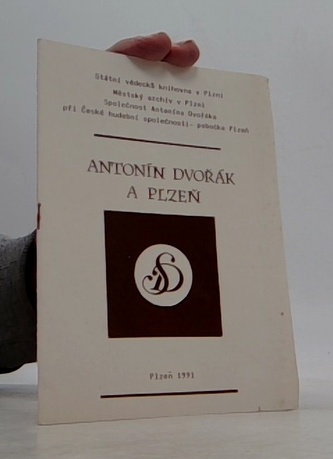 Státní vědecká knihovna v Plzni
Městský archiv v Plzni
Společnost Antonína Dvořáka
při České hudební společnosti- pobočka Plzeň
ANTONÍN DVOŘÁK
A PLZEŇ
Plzeň 1991